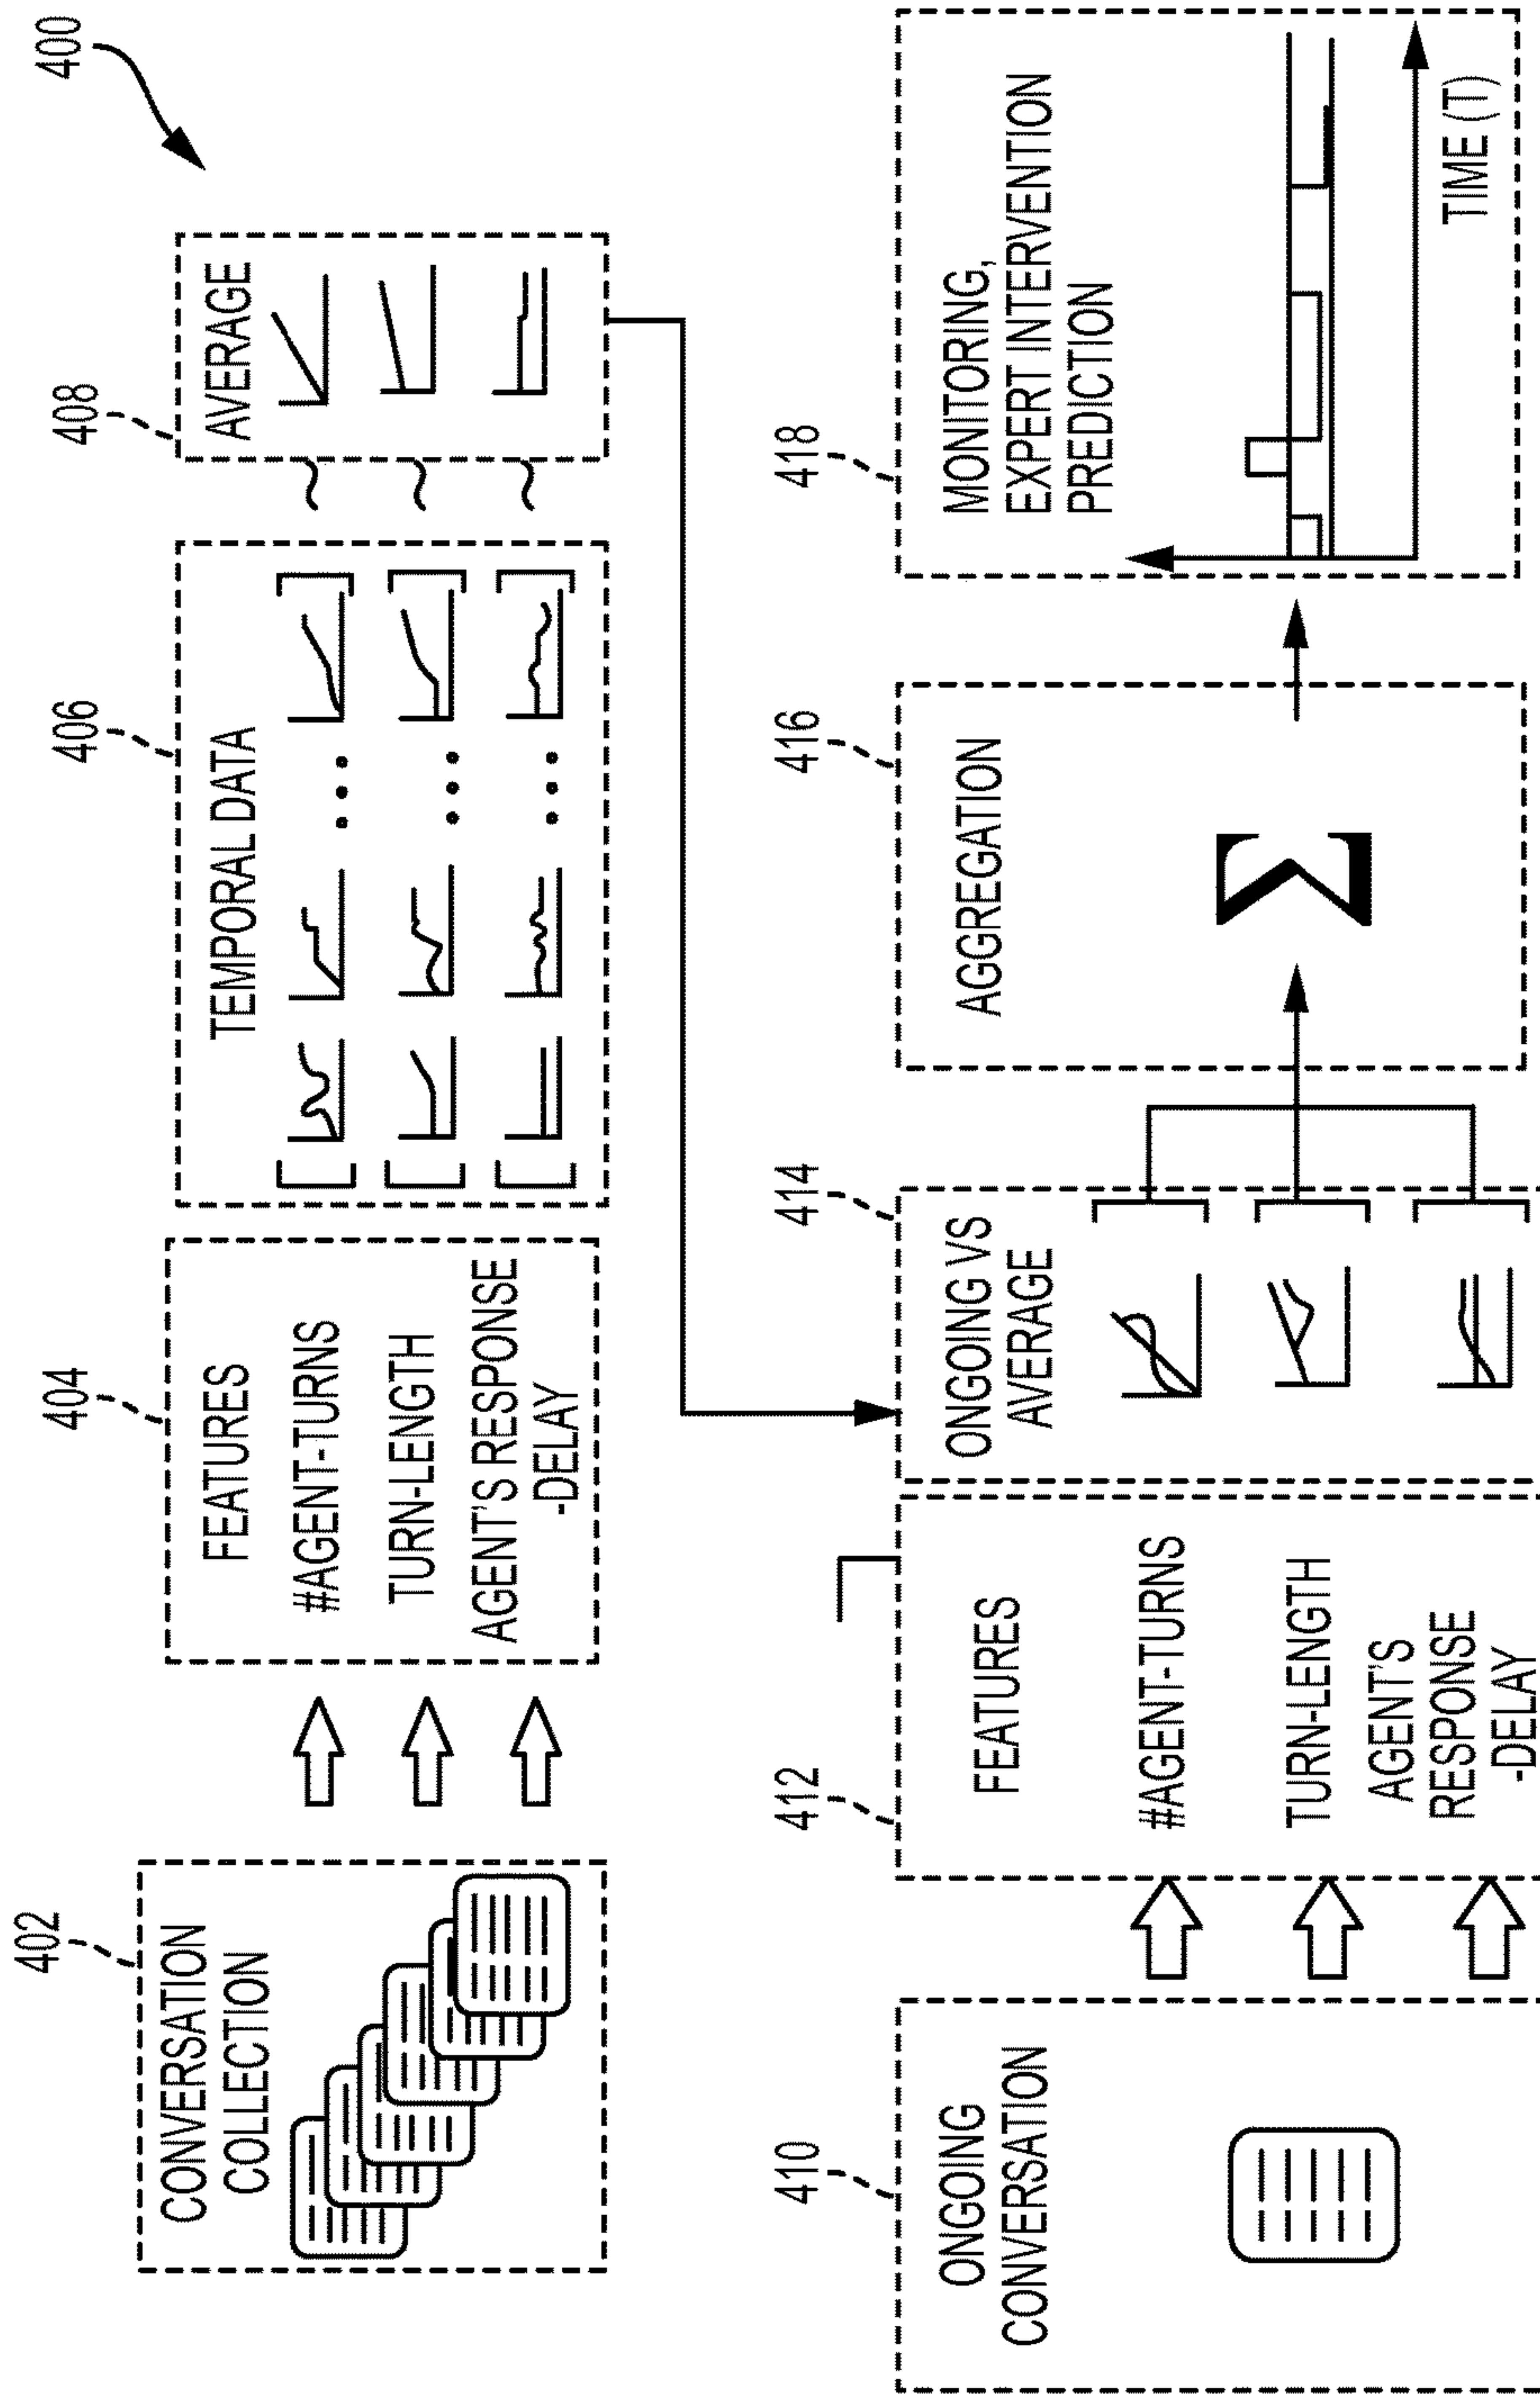 400
402
CONVERSATION
COLLECTION
404
FEATURES
#AGENT-TURNS
TURN-LENGTH
AGENT'S RESPONSE
-DELAY
406
TEMPORAL DATA
408
AVERAGE
410
ONGOING
CONVERSATION
412
FEATURES
#AGENT-TURNS
TURN-LENGTH
AGENT'S
RESPONSE
-DELAY
414
ONGOING VS
AVERAGE
416
AGGREGATION
Σ
418
MONITORING,
EXPERT INTERVENTION
PREDICTION
TIME (T)